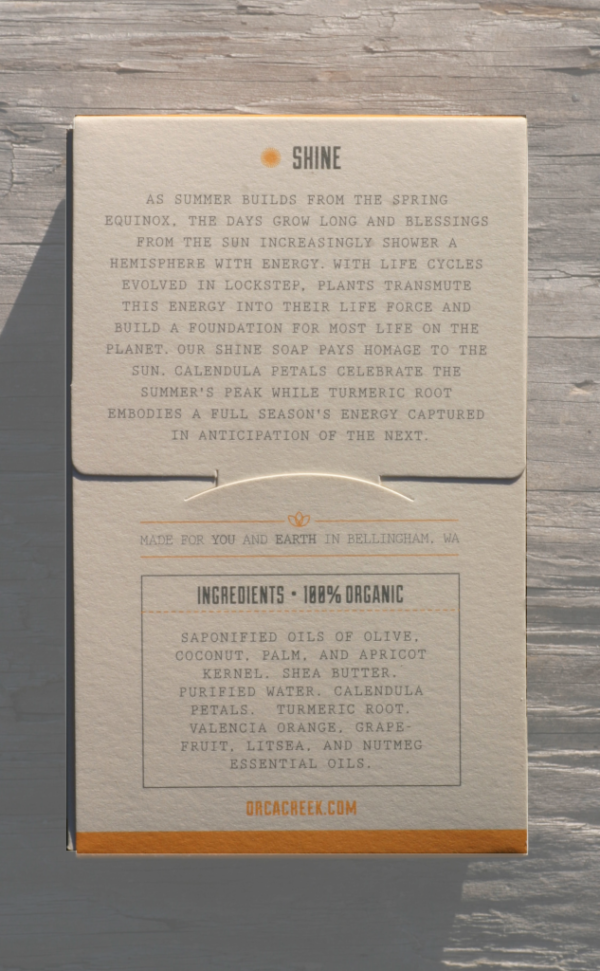 SHINE
AS SUMMER BUILDS FROM THE SPRING
EQUINOX, THE DAYS GROW LONG AND BLESSINGS
FROM THE SUN INCREASINGLY SHOWER A
HEMISPHERE WITH ENERGY. WITH LIFE CYCLES
EVOLVED IN LOCKSTEP, PLANTS TRANSMUTE
THIS ENERGY INTO THEIR LIFE FORCE AND
BUILD A FOUNDATION FOR MOST LIFE ON THE
PLANET. OUR SHINE SOAP PAYS HOMAGE TO THE
SUN. CALENDULA PETALS CELEBRATE THE
SUMMER'S PEAK WHILE TURMERIC ROOT
EMBODIES A FULL SEASON'S ENERGY CAPTURED
IN ANTICIPATION OF THE NEXT.
MADE FOR YOU AND EARTH IN BELLINGHAM, WA
INGREDIENTS • 100% ORGANIC
SAPONIFIED OILS OF OLIVE,
COCONUT, PALM, AND APRICOT
KERNEL. SHEA BUTTER.
PURIFIED WATER. CALENDULA
PETALS. TURMERIC ROOT.
VALENCIA ORANGE, GRAPE-
FRUIT, LITSEA, AND NUTMEG
ESSENTIAL OILS.
ORCACREEK.COM